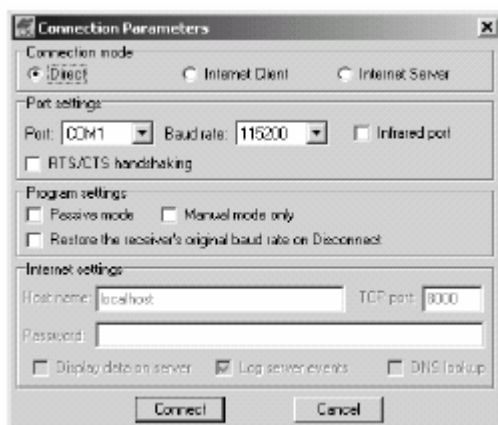 Connection Parameters
Connection mode
Direct Internet Client Internet Server
Port settings
Port: COM1 Baud rate: 115200 Infrared port
RTS/CTS handshaking
Program settings
Passive mode Manual mode only
Restore the receiver's original baud rate on Disconnect
Internet settings
Host name: localhost TCP port: 8000
Password:
Display data on server Log server events DNS lookup
Connect Cancel